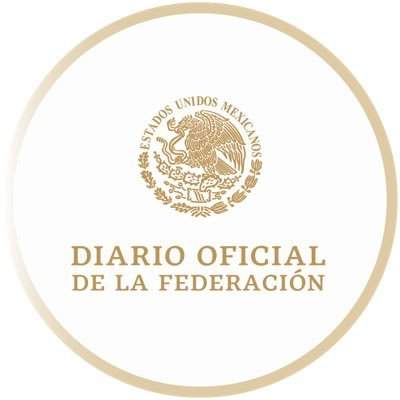 ESTADOS UNIDOS MEXICANOS
DIARIO OFICIAL
DE LA FEDERACIÓN